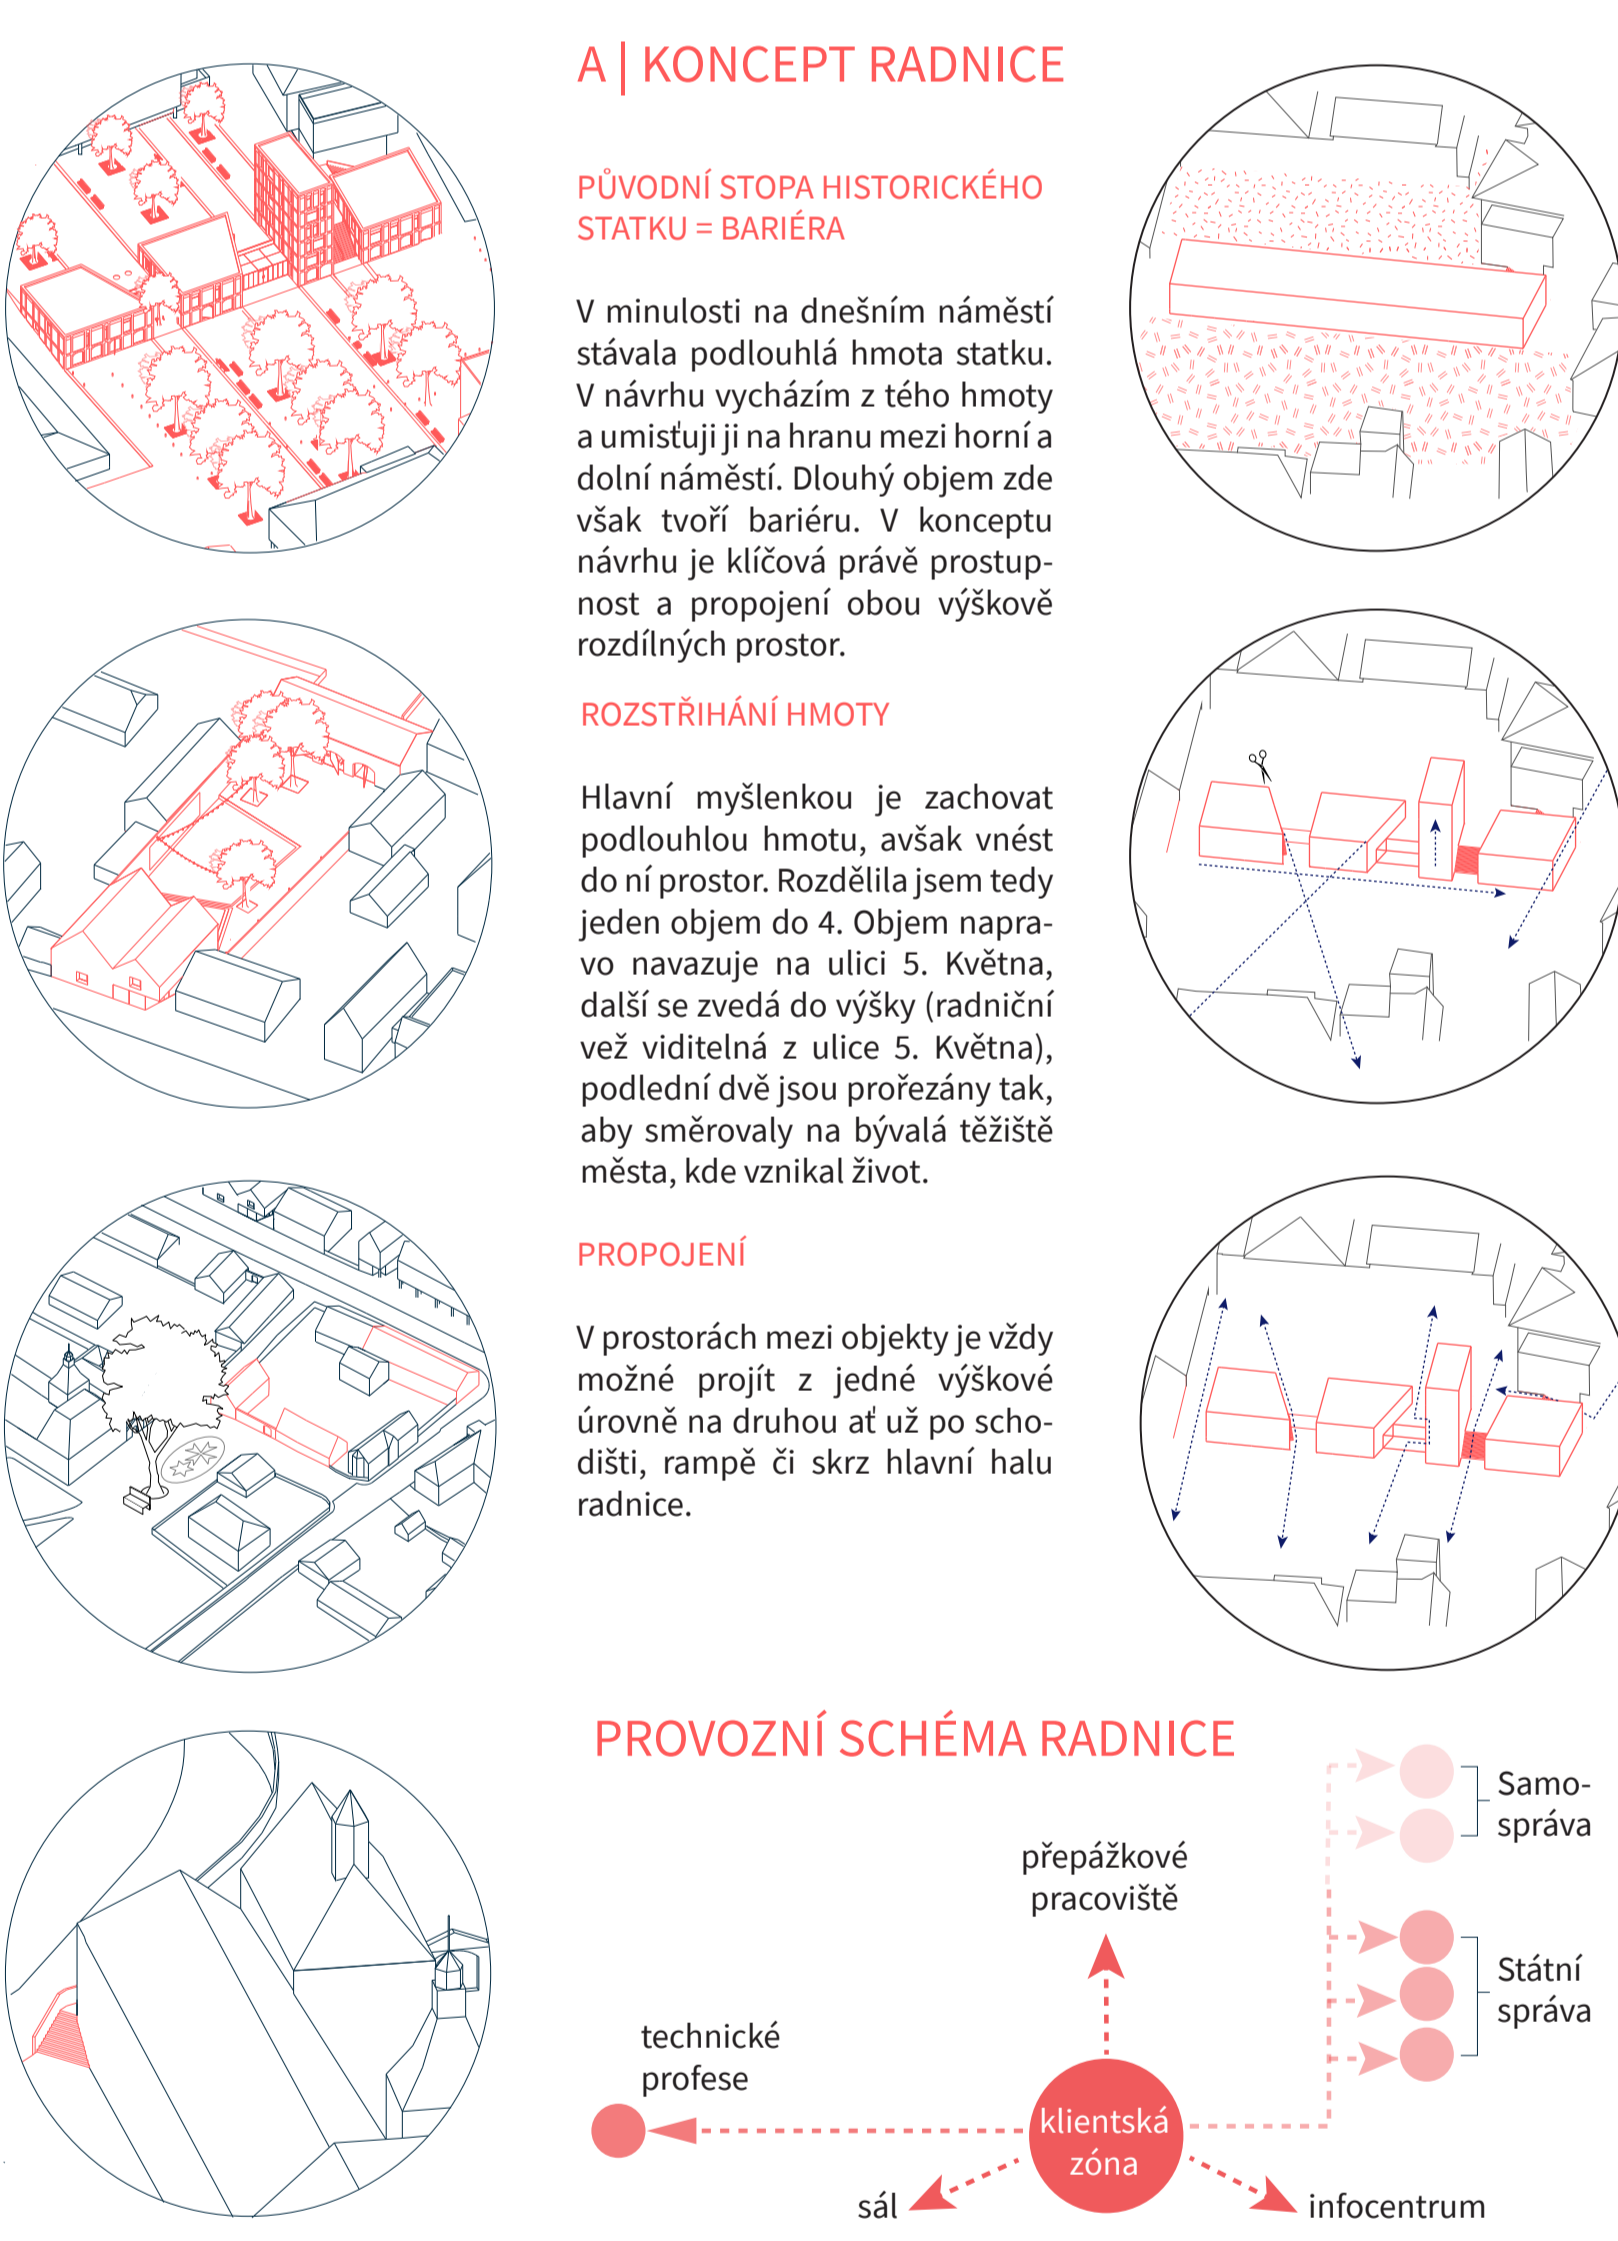 A | KONCEPT RADNICE
PŮVODNÍ STOPA HISTORICKÉHO
STATKU = BARIÉRA
V minulosti na dnešním náměstí
stávala podlouhlá hmota statku.
V návrhu vycházím z tého hmoty
a umisťuji ji na hranu mezi horní a
dolní náměstí. Dlouhý objem zde
však tvoří bariéru. V konceptu
návrhu je klíčová právě prostup-
nost a propojení obou výškově
rozdílných prostor.
ROZSTŘIHÁNÍ HMOTY
Hlavní myšlenkou je zachovat
podlouhlou hmotu, avšak vnést
do ní prostor. Rozdělila jsem tedy
jeden objem do 4. Objem napra-
vo navazuje na ulici 5. Května,
další se zvedá do výšky (radniční
vež viditelná z ulice 5. Května),
podlední dvě jsou prořezány tak,
aby směrovaly na bývalá těžiště
města, kde vznikal život.
PROPOJENÍ
V prostorách mezi objekty je vždy
možné projít z jedné výškové
úrovně na druhou ať už po scho-
dišti, rampě či skrz hlavní halu
radnice.
PROVOZNÍ SCHÉMA RADNICE
Samo-
správa
přepážkové
pracoviště
Státní
správa
technické
profese
klientská
zóna
sál
infocentrum